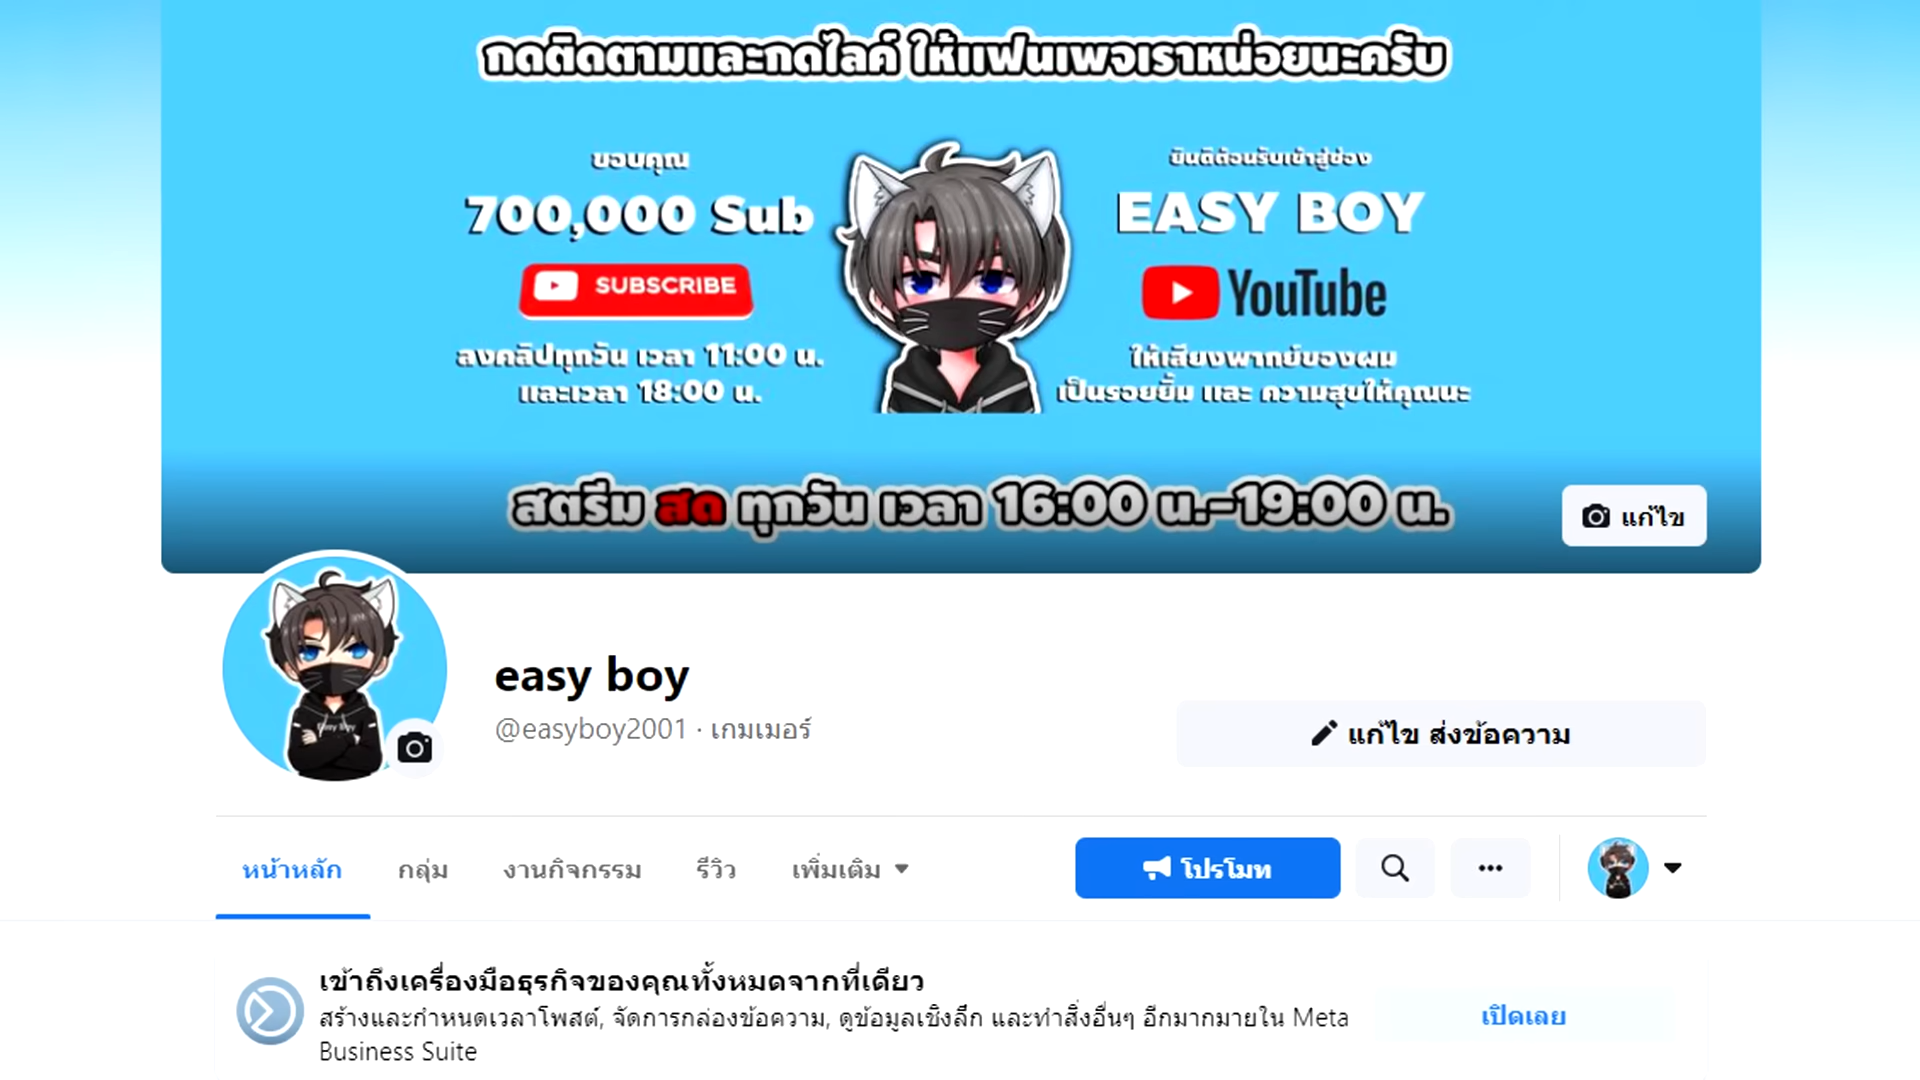 กดติดตามและกดไลค์ ให้แฟนเพจเราหน่อยนะครับ
ขอบคุณ
700,000 Sub
SUBSCRIBE
ลงคลิปทุกวัน เวลา 11:00 น.
และเวลา 18:00 น.
ยินดีต้อนรับเข้าสู่ช่อง
EASY BOY
YouTube
ให้เสียงพากย์ของผม
เป็นรอยยิ้ม และ ความสุขให้คุณนะ
สตรีม สด ทุกวัน เวลา 16:00 น.-19:00 น.
แก้ไข
Easy Boy
easy boy
@easyboy2001 · เกมเมอร์
แก้ไข ส่งข้อความ
หน้าหลัก กลุ่ม งานกิจกรรม รีวิว เพิ่มเติม
โปรโมท
เข้าถึงเครื่องมือธุรกิจของคุณทั้งหมดจากที่เดียว
สร้างและกำหนดเวลาโพสต์, จัดการกล่องข้อความ, ดูข้อมูลเชิงลึก และทำสิ่งอื่นๆ อีกมากมายใน Meta
Business Suite
เปิดเลย